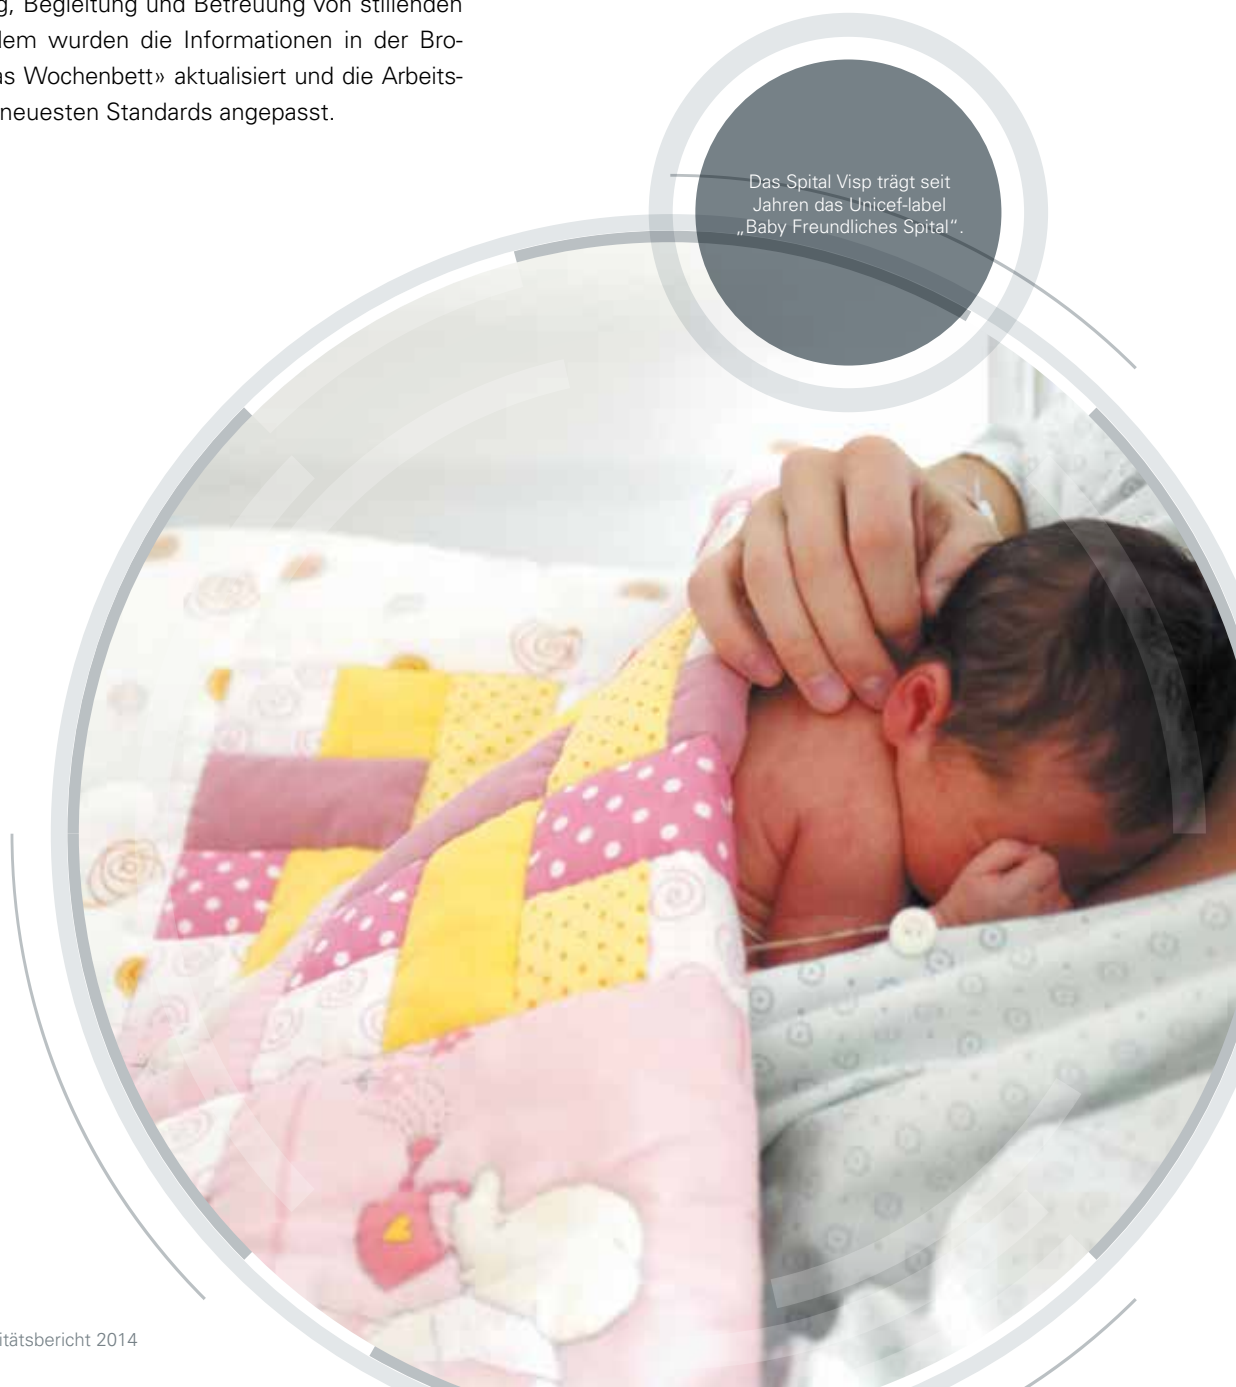 g, Begleitung und Betreuung von stillenden
lem wurden die Informationen in der Bro-
as Wochenbett» aktualisiert und die Arbeits-
neuesten Standards angepasst.
Das Spital Visp trägt seit
Jahren das Unicef-label
„Baby Freundliches Spital“.
itätsbericht 2014